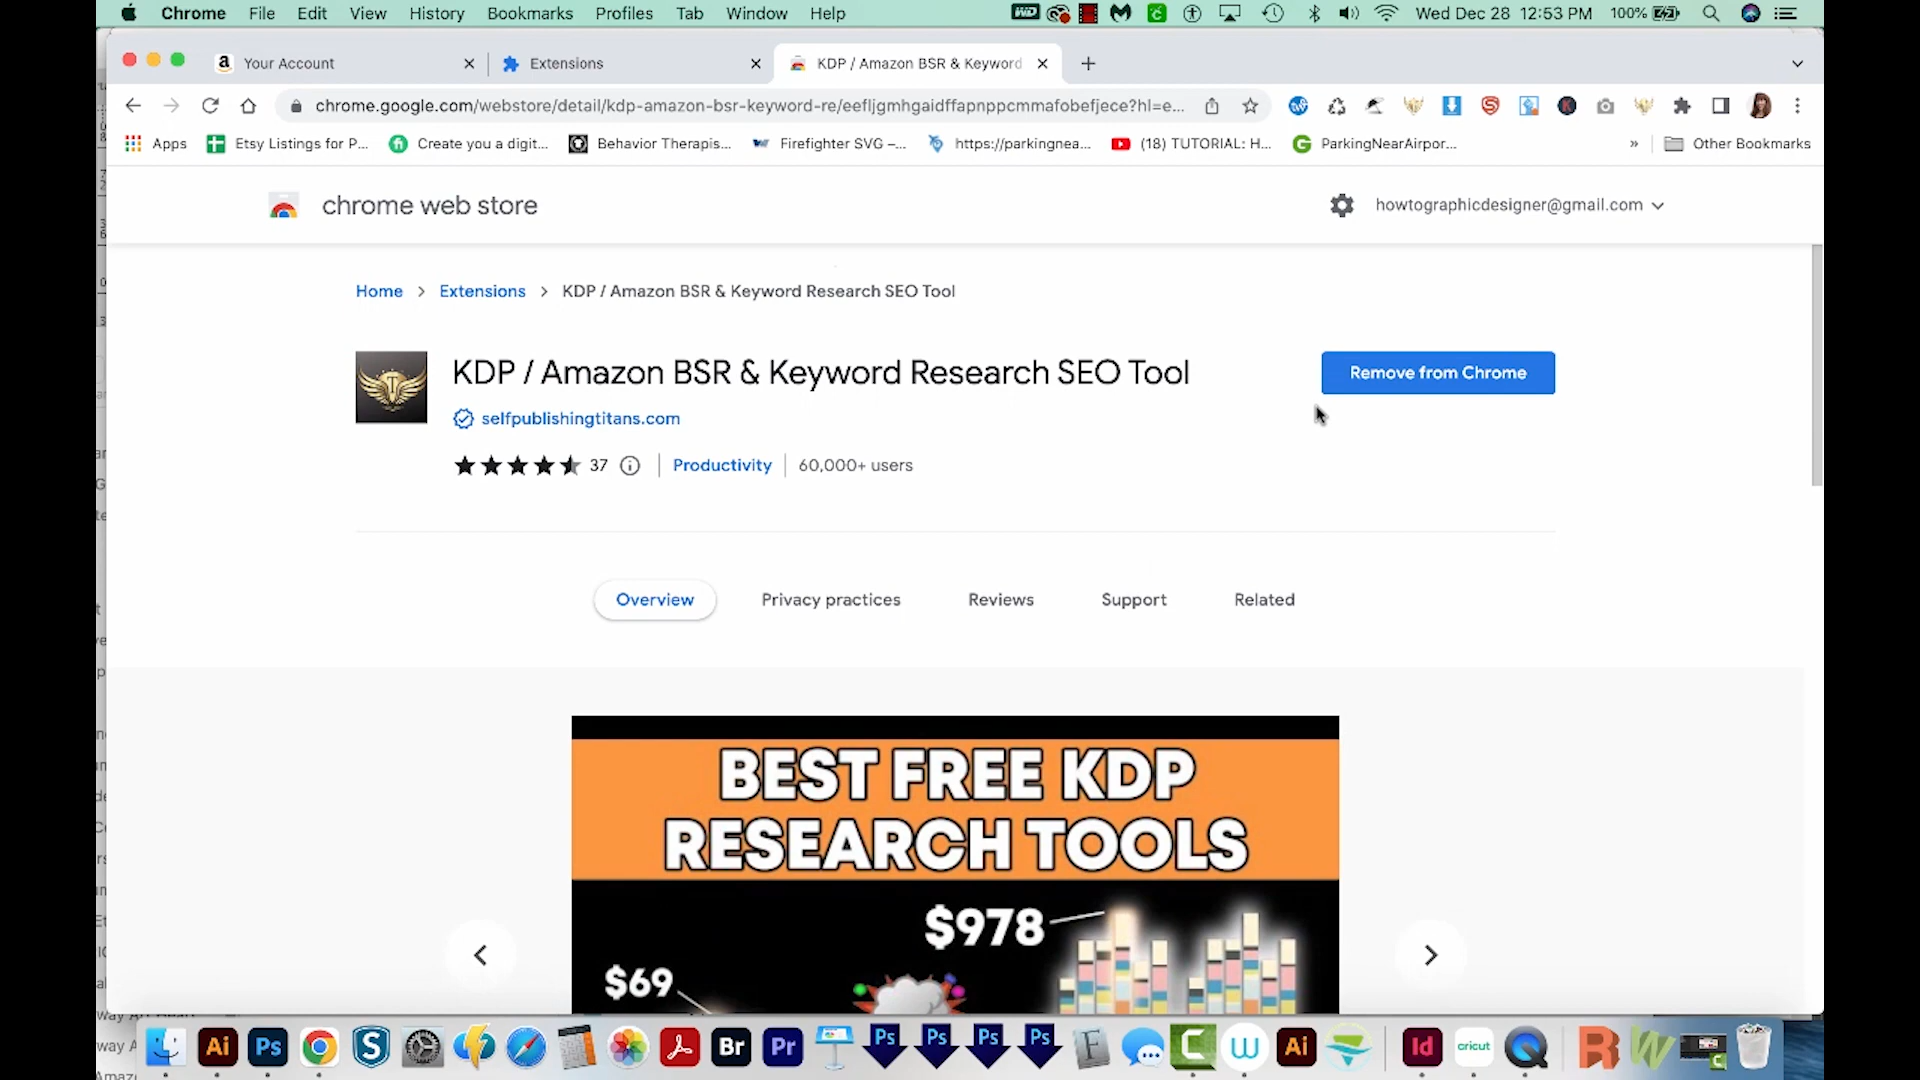 Chrome File Edit View History Bookmarks Profiles Tab Window Help Wed Dec 28 12:53 PM 100%
Your Account Extensions KDP / Amazon BSR & Keyword
chrome.google.com/webstore/detail/kdp-amazon-bsr-keyword-re/eefljgmhgaidffapnppcmmafobefjece?hl=e...
Apps Etsy Listings for P... Create you a digit... Behavior Therapis... Firefighter SVG –... https://parkingnea... (18) TUTORIAL: H... ParkingNearAirpor... » Other Bookmarks
chrome web store howtographicdesigner@gmail.com
Home > Extensions > KDP / Amazon BSR & Keyword Research SEO Tool
KDP / Amazon BSR & Keyword Research SEO Tool Remove from Chrome
selfpublishingtitans.com
37 Productivity 60,000+ users
Overview Privacy practices Reviews Support Related
BEST FREE KDP
RESEARCH TOOLS
$978
$69
Ai Ps Br Pr Ps Ps Ps Ps Ai Id cricut